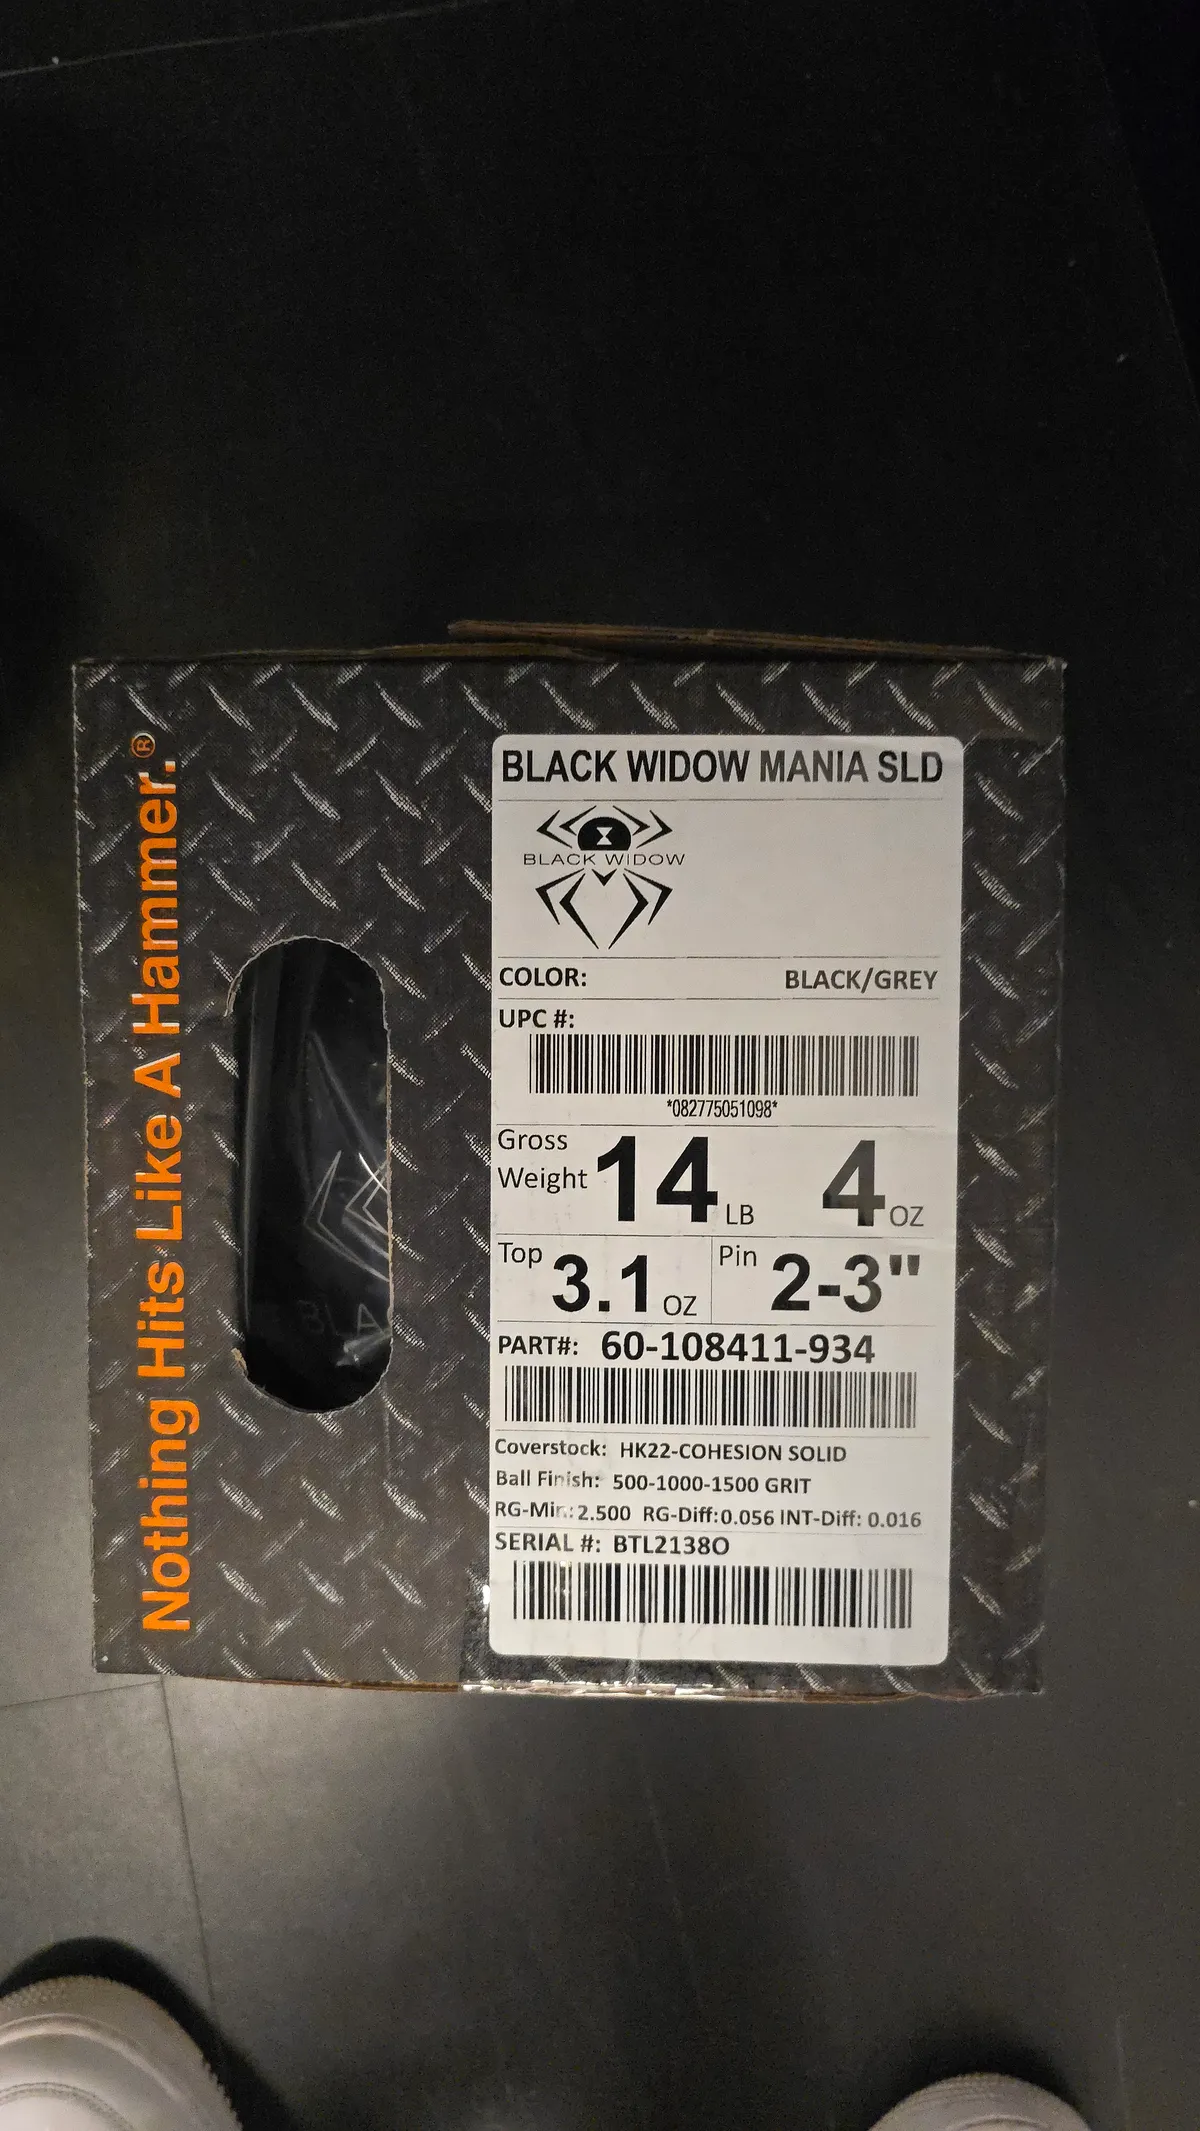 Nothing Hits Like A Hammer.®
BLACK WIDOW MANIA SLD
BLACK WIDOW
COLOR: BLACK/GREY
UPC #:
*082775051098*
Gross Weight 14 LB 4 OZ
Top 3.1 OZ Pin 2-3"
PART#: 60-108411-934
Coverstock: HK22-COHESION SOLID
Ball Finish: 500-1000-1500 GRIT
RG-Min: 2.500 RG-Diff:0.056 INT-Diff: 0.016
SERIAL #: BTL2138O
BLA